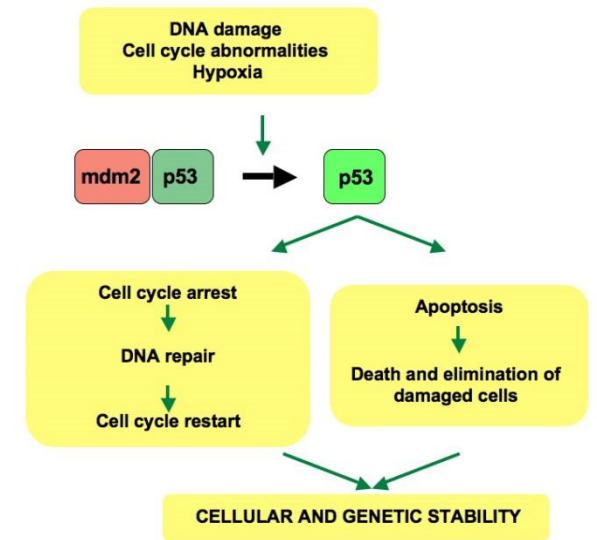 DNA damage
Cell cycle abnormalities
Hypoxia
mdm2 p53 p53
Cell cycle arrest
DNA repair
Cell cycle restart
Apoptosis
Death and elimination of
damaged cells
CELLULAR AND GENETIC STABILITY